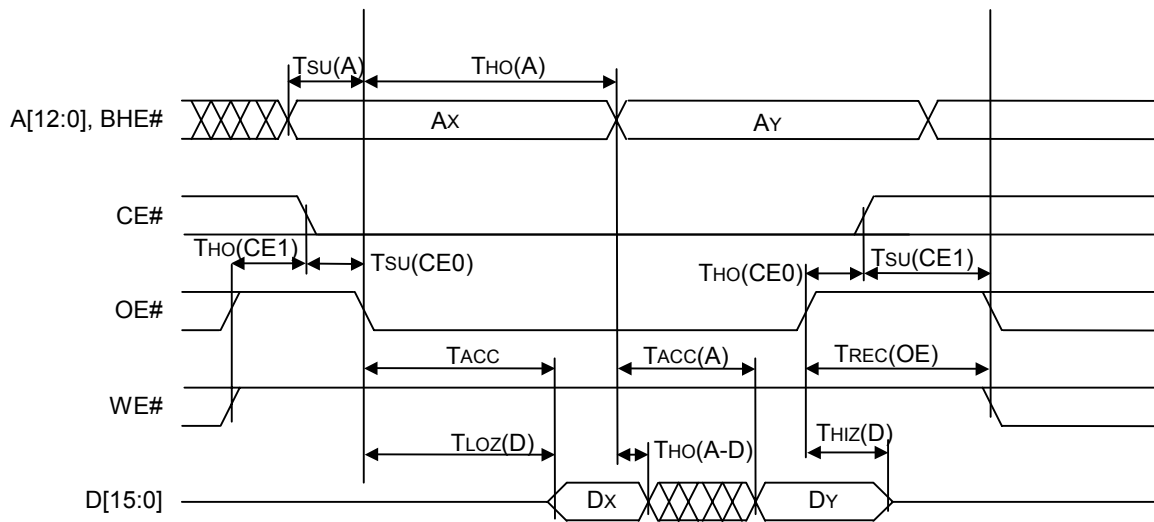 TSU(A) THO(A)
A[12:0], BHE# AX AY
CE#
THO(CE1) TSU(CE0) THO(CE0) TSU(CE1)
OE#
TACC TACC(A) TREC(OE)
WE#
TLOZ(D) THO(A-D) THIZ(D)
D[15:0] DX DY